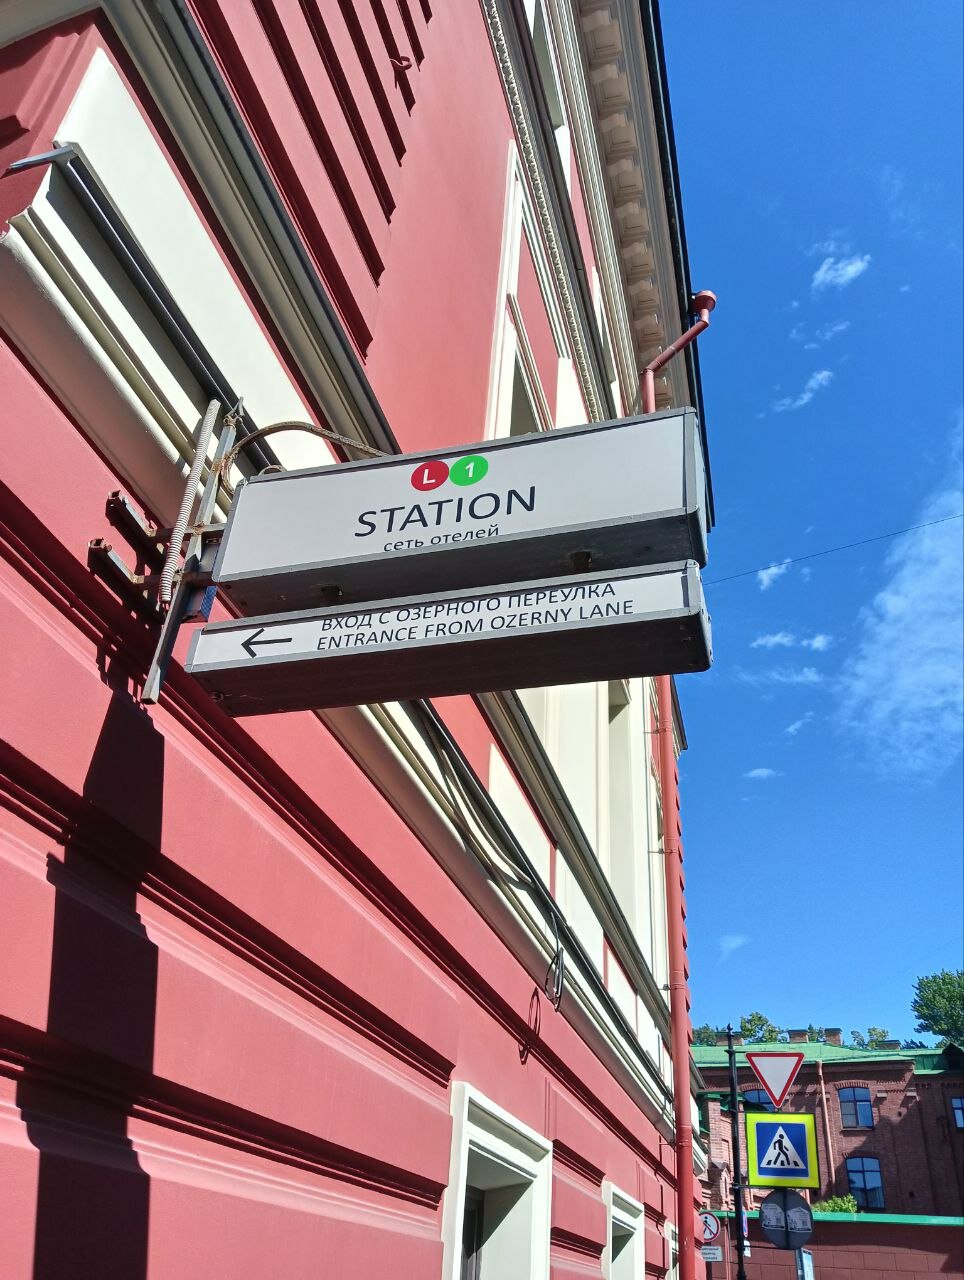 L 1
STATION
сеть отелей
ВХОД С ОЗЕРНОГО ПЕРЕУЛКА
ENTRANCE FROM OZERNY LANE